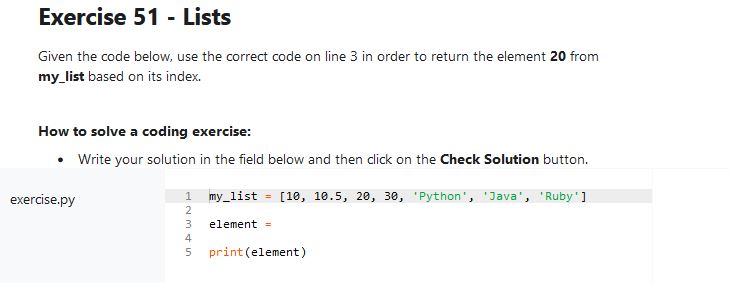 Exercise 51 - Lists
Given the code below, use the correct code on line 3 in order to return the element 20 from
my_list based on its index.
How to solve a coding exercise:
• Write your solution in the field below and then click on the Check Solution button.
exercise.py
1 my_list = [10, 10.5, 20, 30, 'Python', 'Java', 'Ruby']
2
3 element =
4
5 print(element)